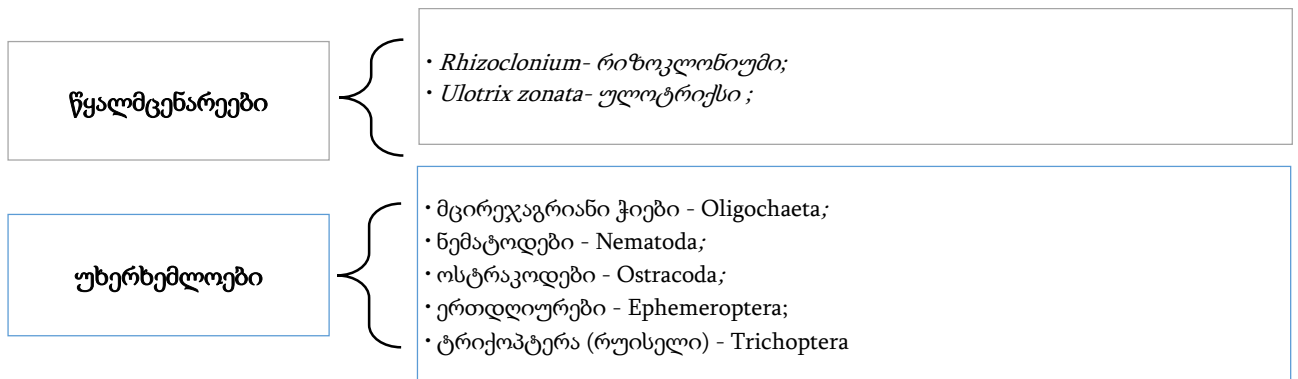 წყალმცენარეები
• Rhizoclonium- რიზოკლონიუმი;
• Ulotrix zonata- ულოტრიქსი ;
უხერხემლოები
• მცირეჯაგრიანი ჭიები - Oligochaeta;
• ნემატოდები - Nematoda;
• ოსტრაკოდები - Ostracoda;
• ერთდღიურები - Ephemeroptera;
• ტრიქოპტერა (რუისელი) - Trichoptera